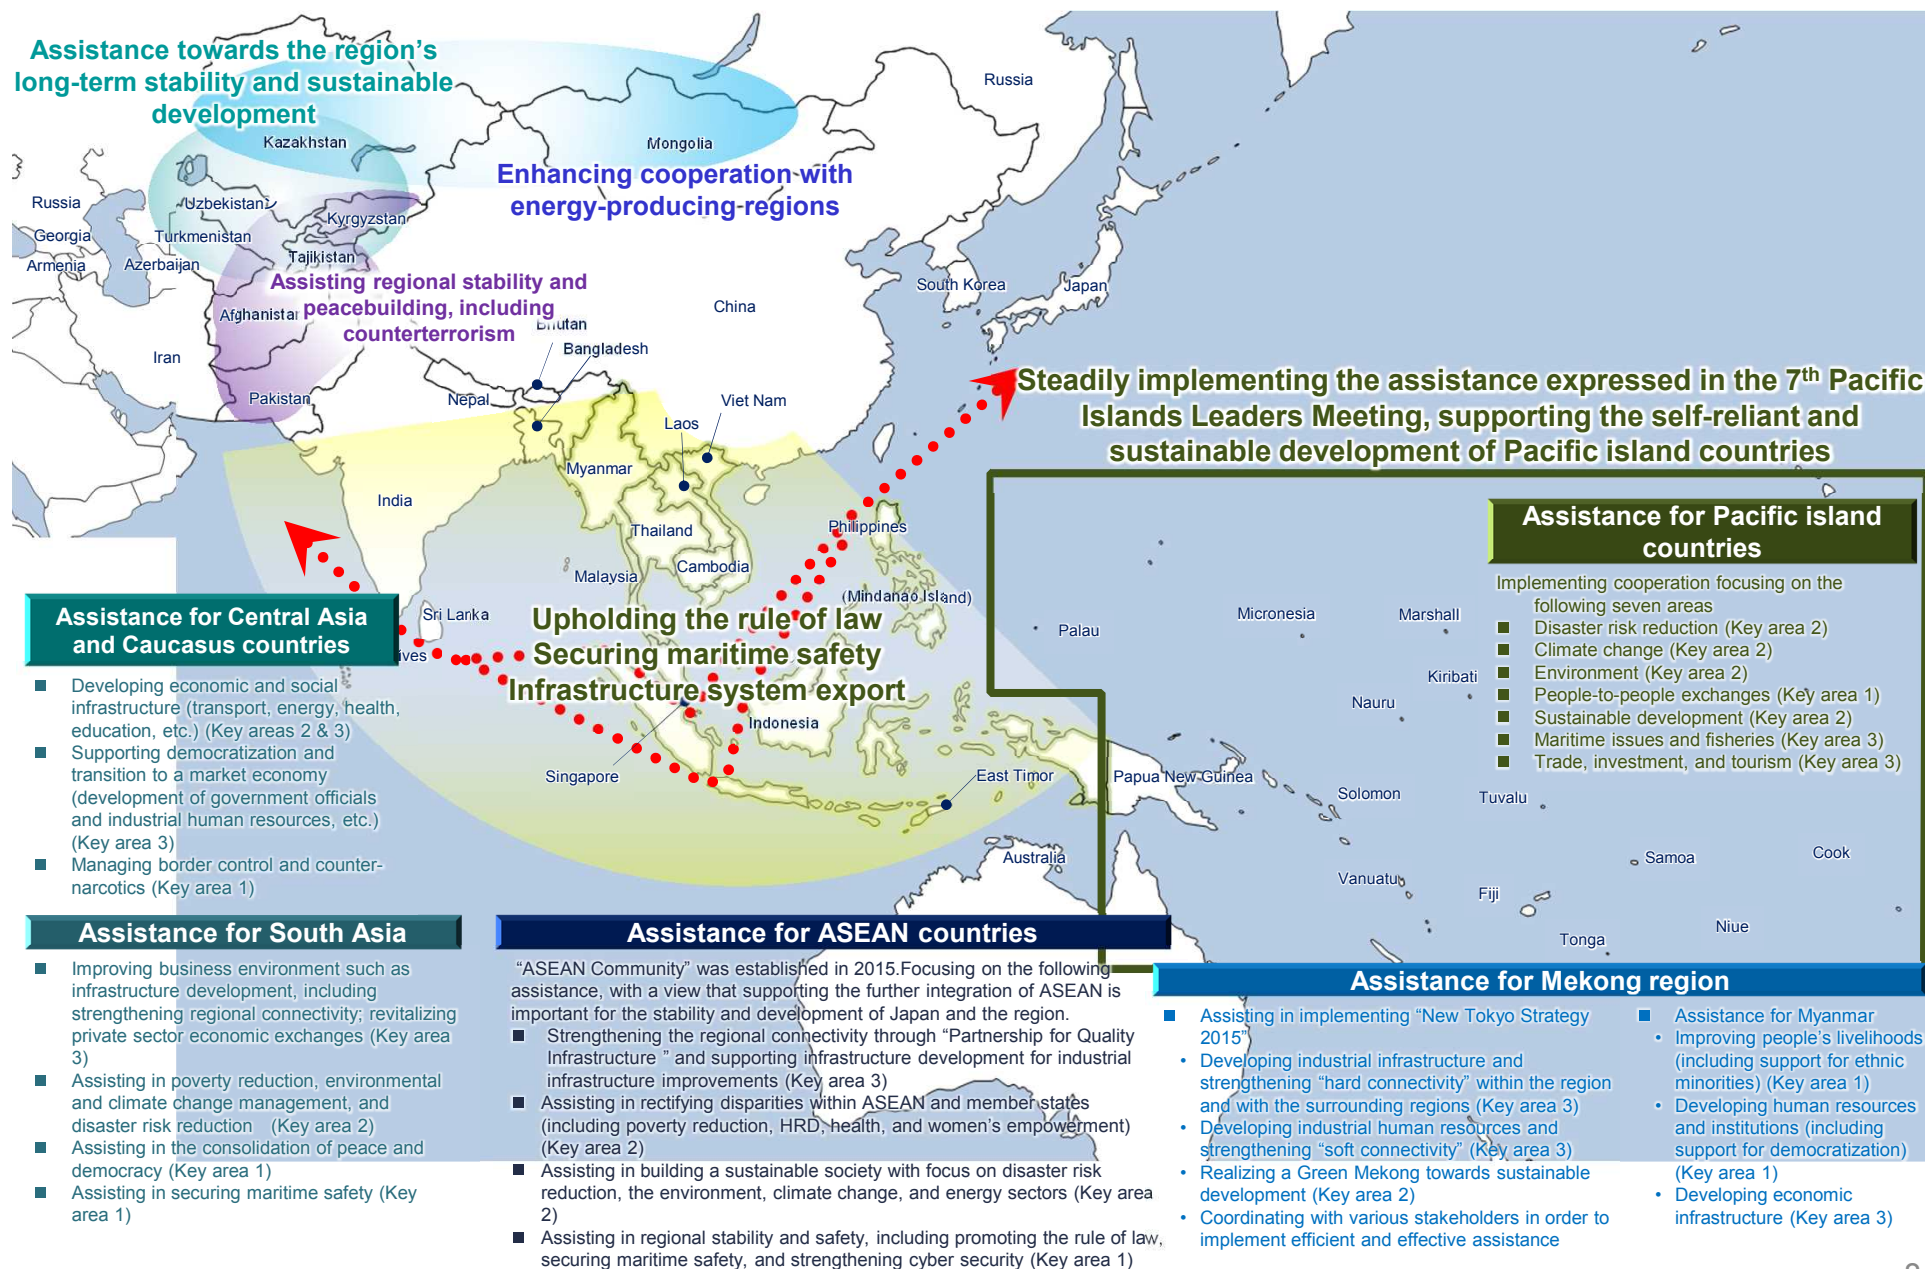 Assistance towards the region's
long-term stability and sustainable
development
Kazakhstan
Mongolia
Russia
Enhancing cooperation with
energy-producing-regions
Russia
Uzbekistan
Kyrgyzstan
Georgia
Turkmenistan
Armenia
Azerbaijan
Tajikistan
Assisting regional stability and
peacebuilding, including
counterterrorism
Afghanistan
Iran
Pakistan
China
South Korea
Japan
Bhutan
Bangladesh
Nepal
Viet Nam
Laos
Myanmar
India
Thailand
Philippines
Malaysia
Cambodia
(Mindanao Island)
Sri Lanka
ives
Upholding the rule of law
Securing maritime safety
Infrastructure system export
Indonesia
Singapore
East Timor
Papua New Guinea
Australia
Steadily implementing the assistance expressed in the 7th Pacific
Islands Leaders Meeting, supporting the self-reliant and
sustainable development of Pacific island countries
Palau
Micronesia
Marshall
Kiribati
Nauru
Solomon
Tuvalu
Samoa
Cook
Vanuatu
Fiji
Niue
Tonga
Assistance for Pacific island
countries
Implementing cooperation focusing on the
following seven areas
■ Disaster risk reduction (Key area 2)
■ Climate change (Key area 2)
■ Environment (Key area 2)
■ People-to-people exchanges (Key area 1)
■ Sustainable development (Key area 2)
■ Maritime issues and fisheries (Key area 3)
■ Trade, investment, and tourism (Key area 3)
Assistance for Central Asia
and Caucasus countries
■ Developing economic and social
infrastructure (transport, energy, health,
education, etc.) (Key areas 2 & 3)
■ Supporting democratization and
transition to a market economy
(development of government officials
and industrial human resources, etc.)
(Key area 3)
■ Managing border control and counter-
narcotics (Key area 1)
Assistance for South Asia
■ Improving business environment such as
infrastructure development, including
strengthening regional connectivity; revitalizing
private sector economic exchanges (Key area
3)
■ Assisting in poverty reduction, environmental
and climate change management, and
disaster risk reduction (Key area 2)
■ Assisting in the consolidation of peace and
democracy (Key area 1)
■ Assisting in securing maritime safety (Key
area 1)
Assistance for ASEAN countries
"ASEAN Community" was established in 2015.Focusing on the following
assistance, with a view that supporting the further integration of ASEAN is
important for the stability and development of Japan and the region.
■ Strengthening the regional connectivity through "Partnership for Quality
Infrastructure " and supporting infrastructure development for industrial
infrastructure improvements (Key area 3)
■ Assisting in rectifying disparities within ASEAN and member states
(including poverty reduction, HRD, health, and women's empowerment)
(Key area 2)
■ Assisting in building a sustainable society with focus on disaster risk
reduction, the environment, climate change, and energy sectors (Key area
2)
■ Assisting in regional stability and safety, including promoting the rule of law,
securing maritime safety, and strengthening cyber security (Key area 1)
Assistance for Mekong region
■ Assisting in implementing "New Tokyo Strategy
2015"
• Developing industrial infrastructure and
strengthening "hard connectivity" within the region
and with the surrounding regions (Key area 3)
• Developing industrial human resources and
strengthening "soft connectivity" (Key area 3)
• Realizing a Green Mekong towards sustainable
development (Key area 2)
• Coordinating with various stakeholders in order to
implement efficient and effective assistance
■ Assistance for Myanmar
• Improving people's livelihoods
(including support for ethnic
minorities) (Key area 1)
• Developing human resources
and institutions (including
support for democratization)
(Key area 1)
• Developing economic
infrastructure (Key area 3)